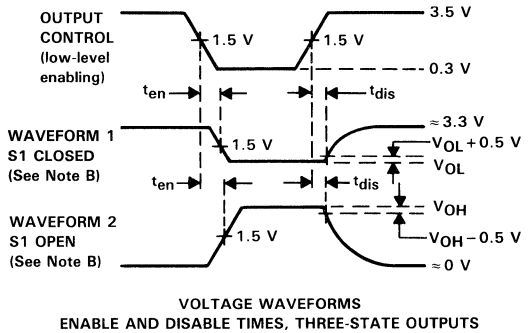 OUTPUT
CONTROL
(low-level
enabling)
1.5 V
1.5 V
3.5 V
0.3 V
ten
tdis
WAVEFORM 1
S1 CLOSED
(See Note B)
1.5 V
≈3.3 V
VOL+0.5 V
VOL
ten
tdis
WAVEFORM 2
S1 OPEN
(See Note B)
1.5 V
VOH
VOH−0.5 V
≈0 V
VOLTAGE WAVEFORMS
ENABLE AND DISABLE TIMES, THREE-STATE OUTPUTS